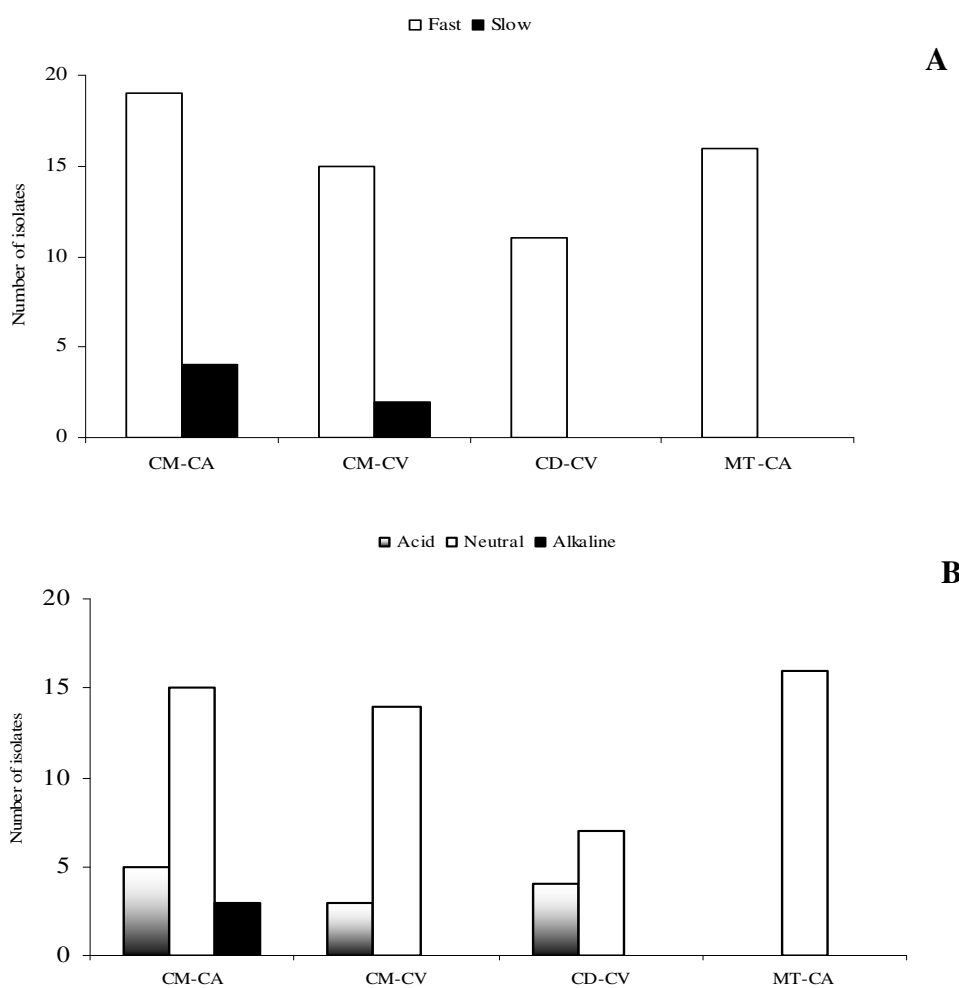 Fast Slow
A
20
15
10
5
0
Number of isolates
CM-CA CM-CV CD-CV MT-CA
Acid Neutral Alkaline
B
20
15
10
5
0
Number of isolates
CM-CA CM-CV CD-CV MT-CA